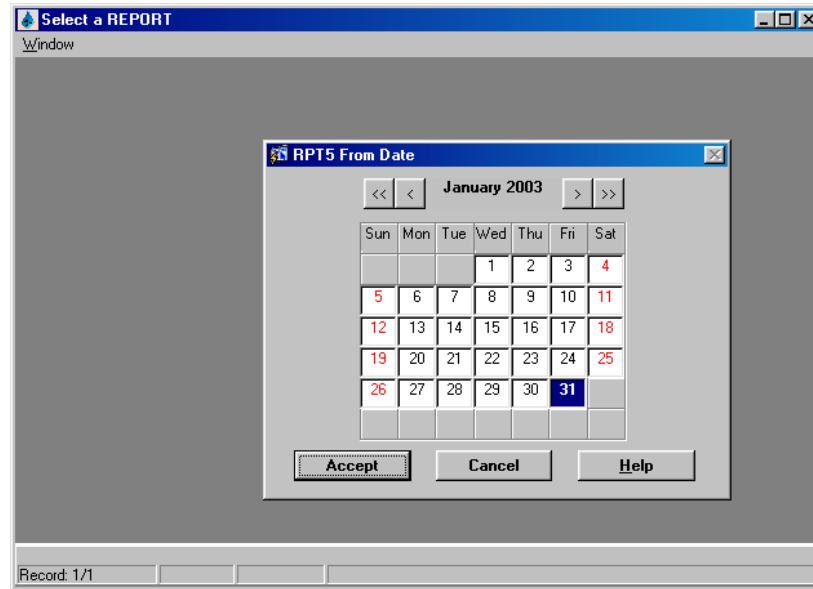 Select a REPORT
Window
RPT5 From Date
<< < January 2003 > >>
Sun Mon Tue Wed Thu Fri Sat
1 2 3 4
5 6 7 8 9 10 11
12 13 14 15 16 17 18
19 20 21 22 23 24 25
26 27 28 29 30 31
Accept Cancel Help
Record: 1/1